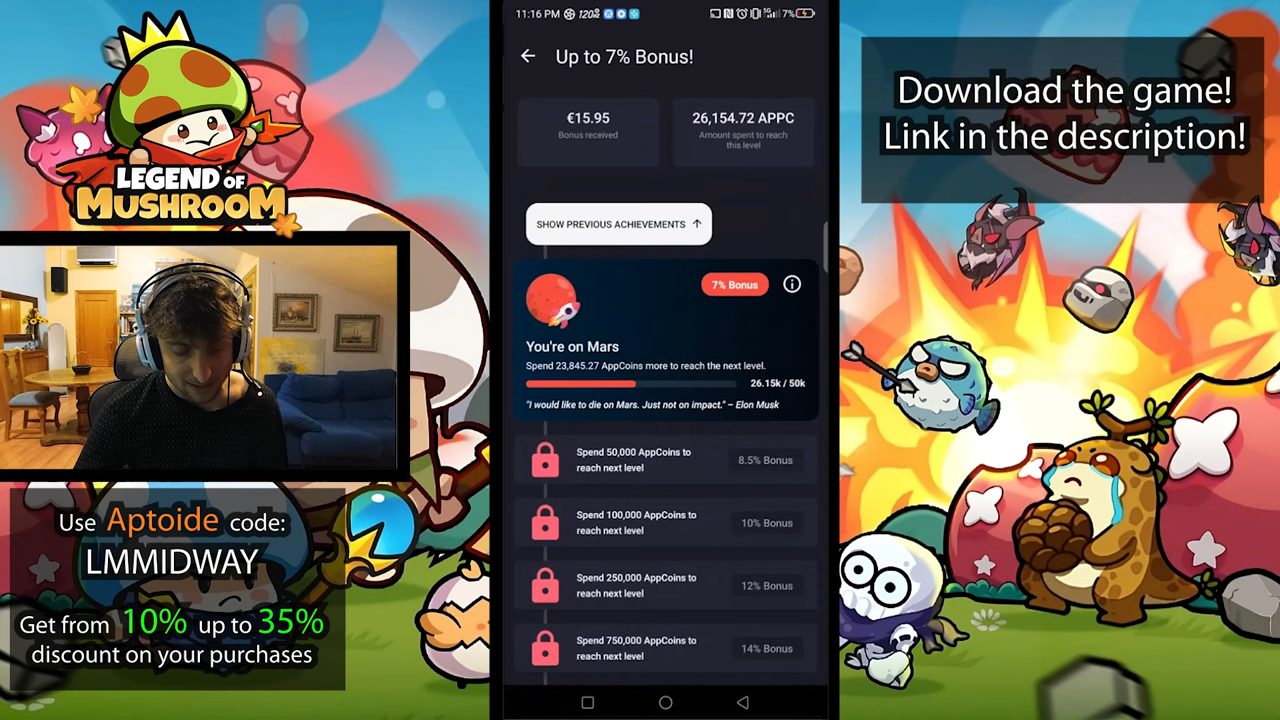 LEGEND OF
MUSHROOM
Use Aptoide code:
LMMIDWAY
Get from 10% up to 35%
discount on your purchases
11:16 PM 120 7%
Up to 7% Bonus!
€15.95
Bonus received
26,154.72 APPC
Amount spent to reach
this level
SHOW PREVIOUS ACHIEVEMENTS ↑
7% Bonus
You're on Mars
Spend 23,845.27 AppCoins more to reach the next level.
26.15k / 50k
"I would like to die on Mars. Just not on impact." – Elon Musk
Spend 50,000 AppCoins to
reach next level
8.5% Bonus
Spend 100,000 AppCoins to
reach next level
10% Bonus
Spend 250,000 AppCoins to
reach next level
12% Bonus
Spend 750,000 AppCoins to
reach next level
14% Bonus
Download the game!
Link in the description!